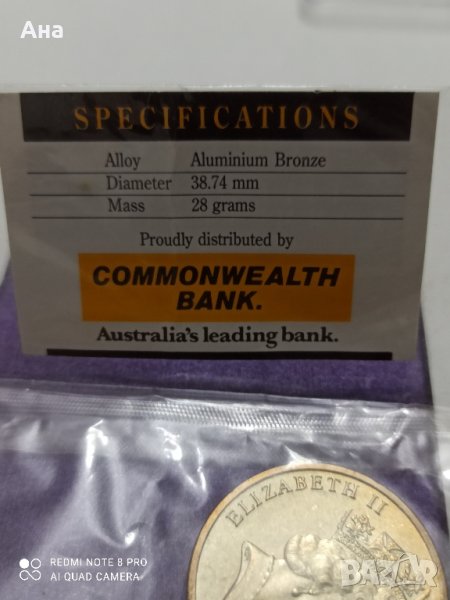 Ана
SPECIFICATIONS
Alloy Aluminium Bronze
Diameter 38.74 mm
Mass 28 grams
Proudly distributed by
COMMONWEALTH
BANK.
Australia's leading bank.
ELIZABETH II
REDMI NOTE 8 PRO
AI QUAD CAMERA
BAZAR